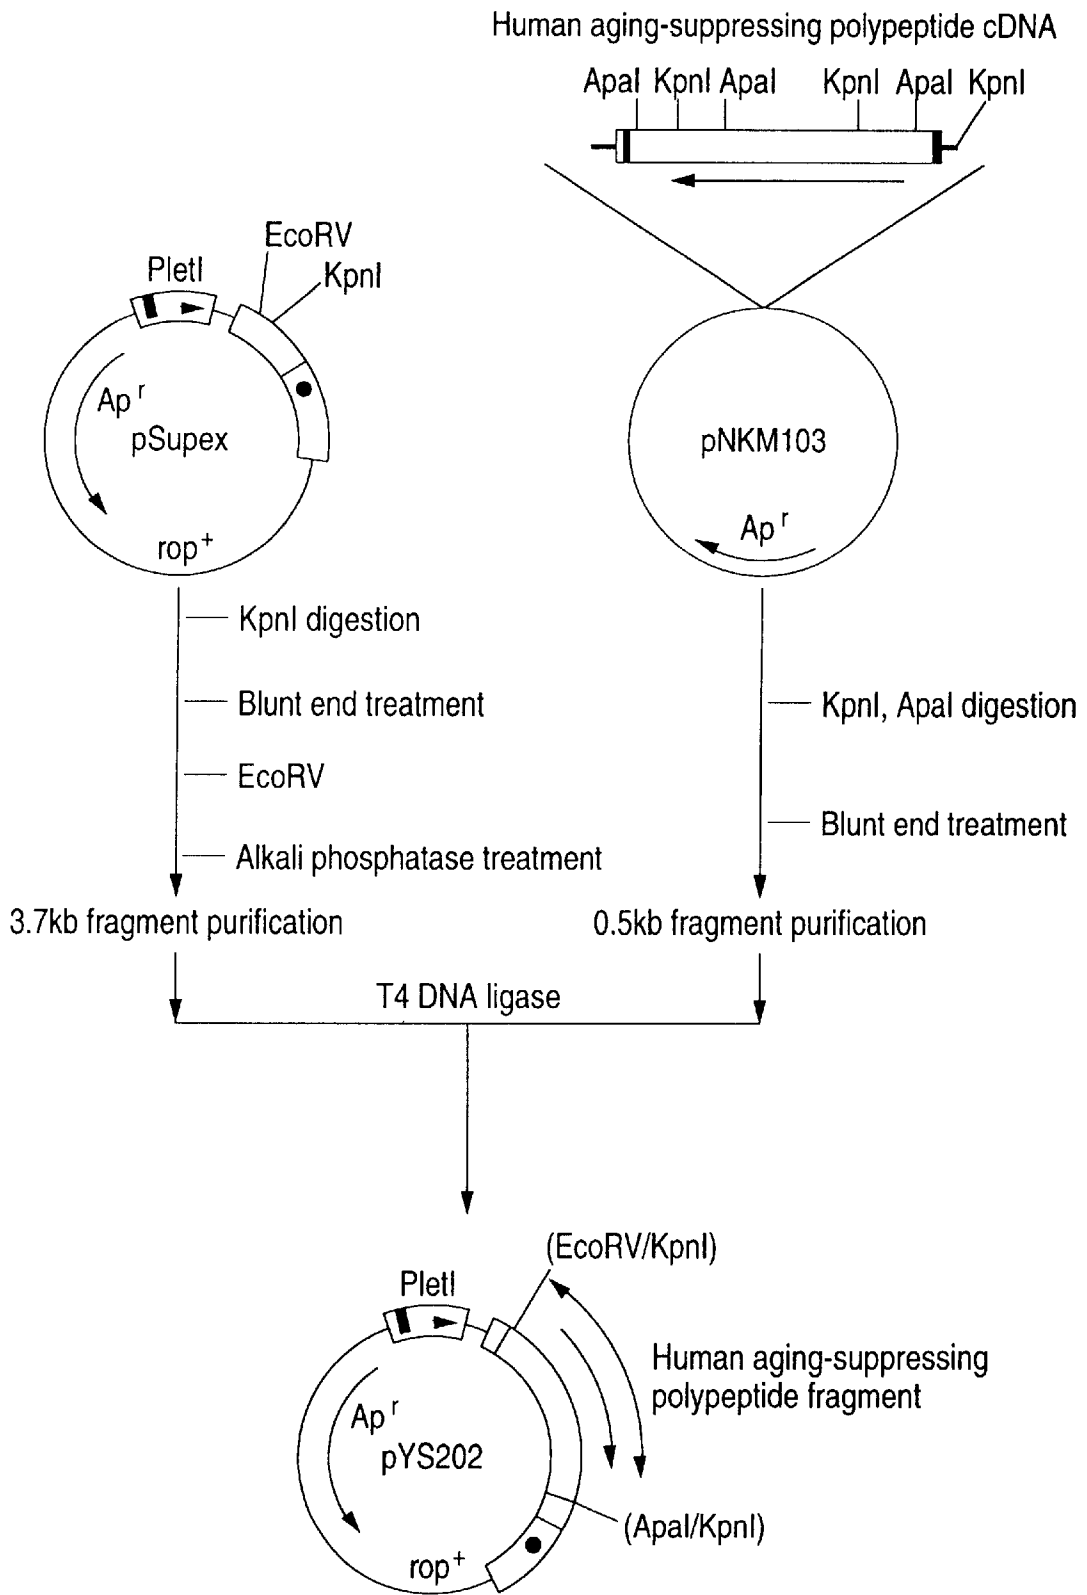 Human aging-suppressing polypeptide cDNA
ApaI KpnI ApaI KpnI ApaI KpnI
EcoRV
PletI
KpnI
Ap r
pSupex
rop+
pNKM103
Ap r
KpnI digestion
Blunt end treatment
EcoRV
Alkali phosphatase treatment
3.7kb fragment purification
KpnI, ApaI digestion
Blunt end treatment
0.5kb fragment purification
T4 DNA ligase
(EcoRV/KpnI)
PletI
Human aging-suppressing
polypeptide fragment
Ap r
pYS202
(ApaI/KpnI)
rop+